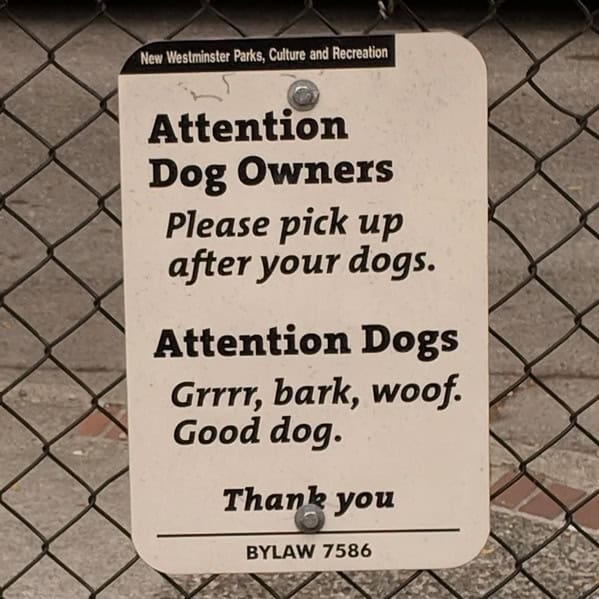 New Westminster Parks, Culture and Recreation
Attention
Dog Owners
Please pick up
after your dogs.
Attention Dogs
Grrrr, bark, woof.
Good dog.
Thank you
BYLAW 7586